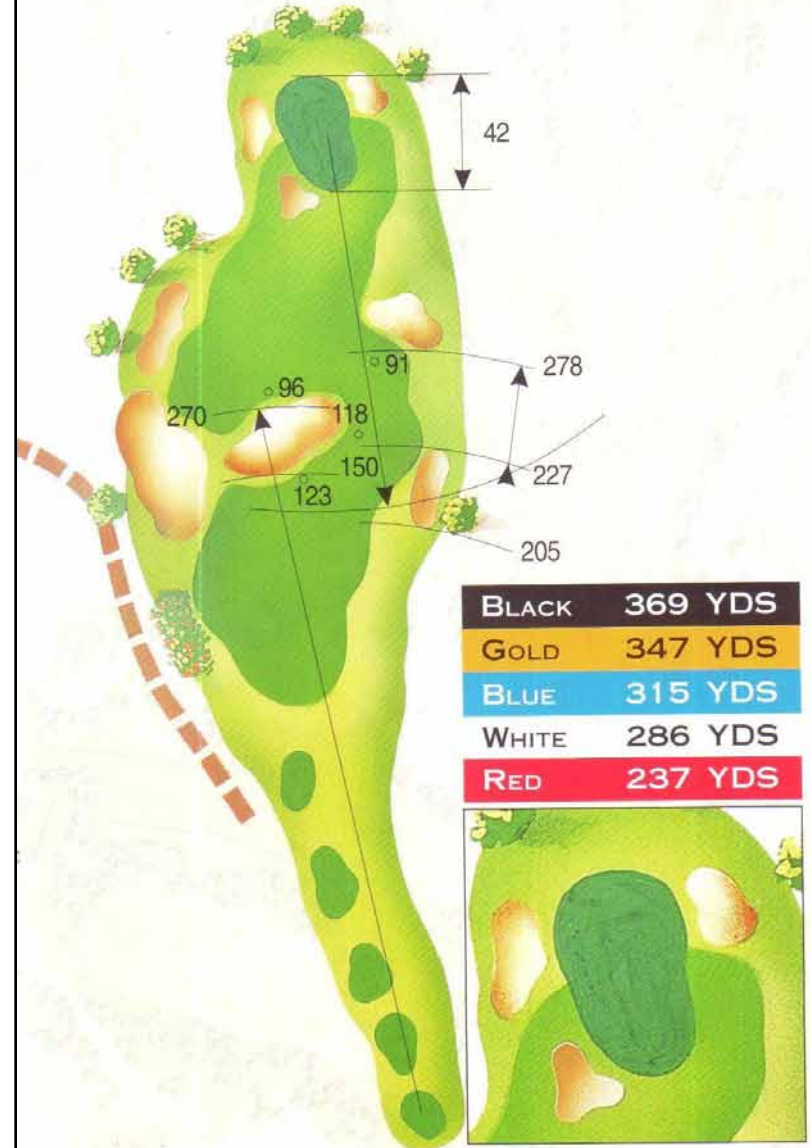 42
91
278
96
270
118
150
227
123
205
BLACK 369 YDS
GOLD 347 YDS
BLUE 315 YDS
WHITE 286 YDS
RED 237 YDS